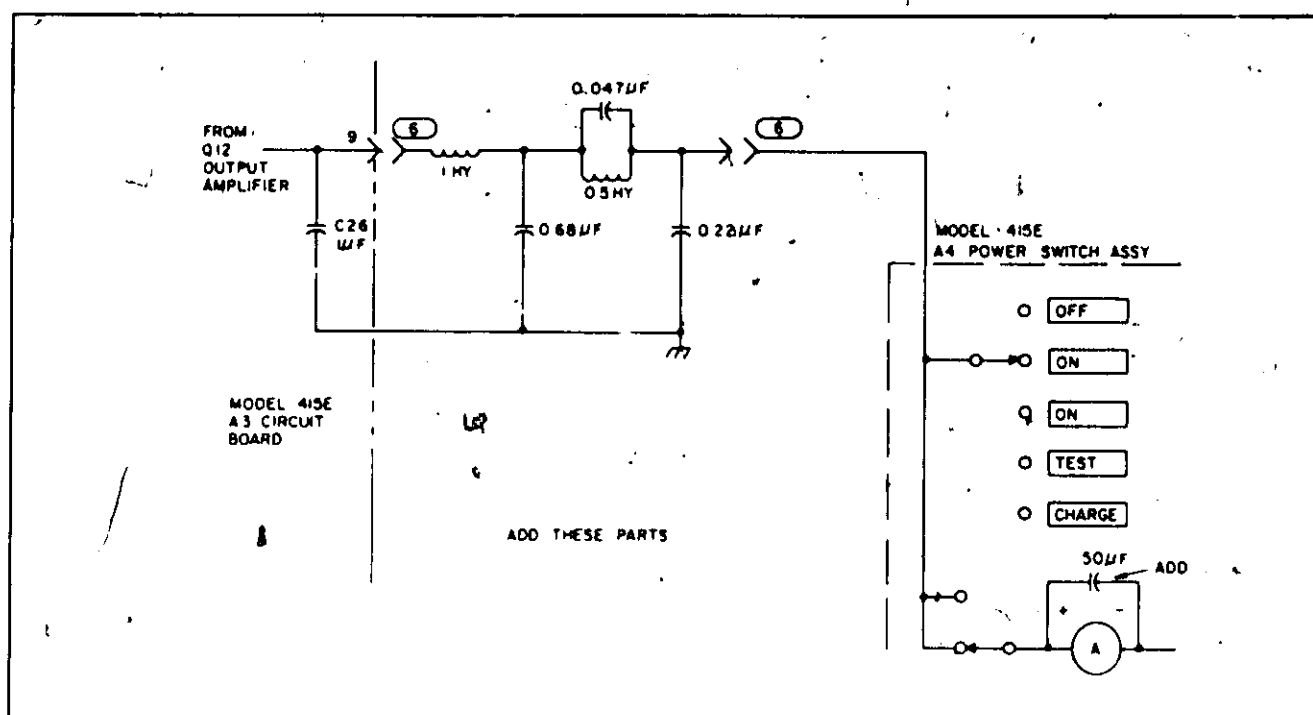 0.047µF
FROM
Q12
OUTPUT
AMPLIFIER
9
6
6
1 HY
0.5HY
C26
µF
0.68µF
0.22µF
MODEL 415E
A4 POWER SWITCH ASSY
OFF
ON
ON
TEST
CHARGE
MODEL 415E
A3 CIRCUIT
BOARD
ADD THESE PARTS
50µF
ADD
+ -
A